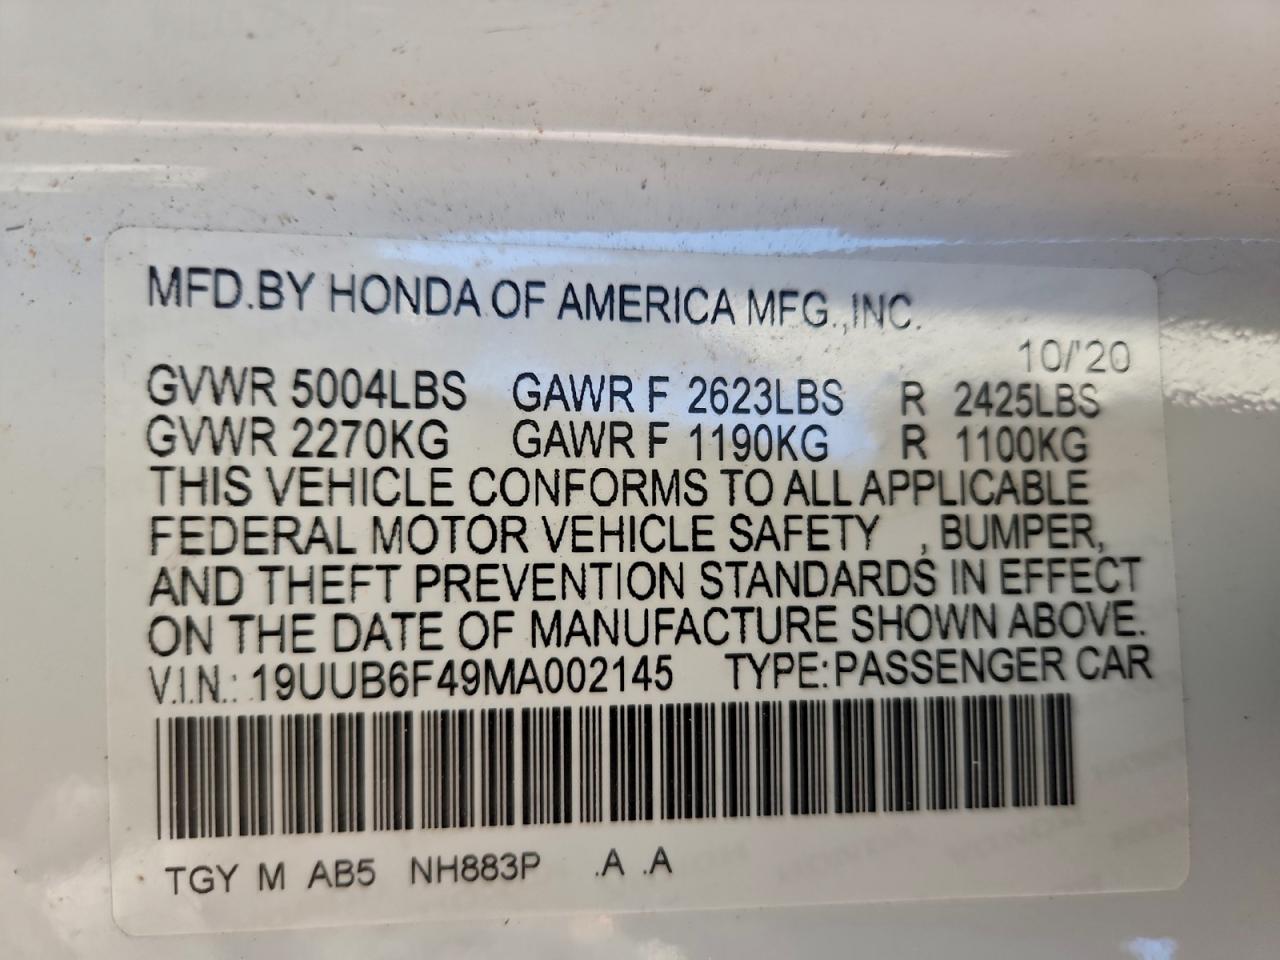 MFD.BY HONDA OF AMERICA MFG.,INC.
10/'20
GVWR 5004LBS GAWR F 2623LBS R 2425LBS
GVWR 2270KG GAWR F 1190KG R 1100KG
THIS VEHICLE CONFORMS TO ALL APPLICABLE
FEDERAL MOTOR VEHICLE SAFETY , BUMPER,
AND THEFT PREVENTION STANDARDS IN EFFECT
ON THE DATE OF MANUFACTURE SHOWN ABOVE.
V.I.N.: 19UUB6F49MA002145 TYPE:PASSENGER CAR
TGY M AB5 NH883P .A .A